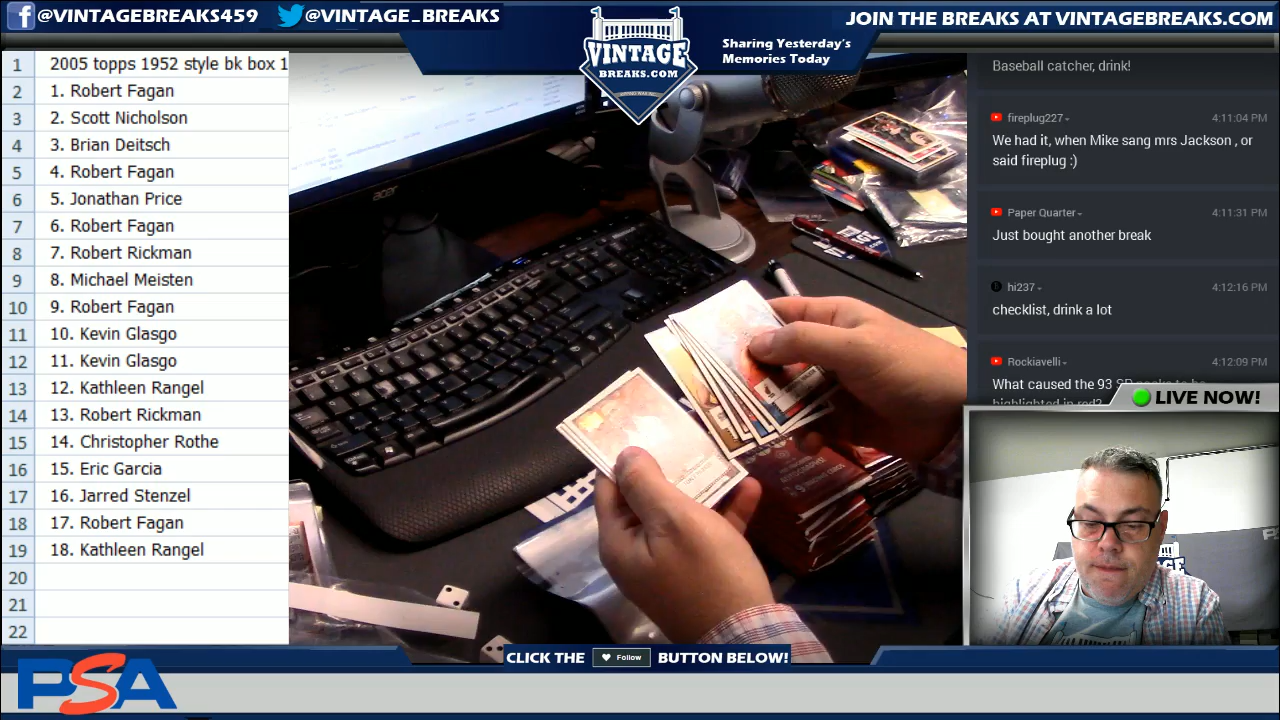 @VINTAGEBREAKS459
@VINTAGE_BREAKS
VINTAGE
BREAKS.COM
Sharing Yesterday's
Memories Today
JOIN THE BREAKS AT VINTAGEBREAKS.COM
1 2005 topps 1952 style bk box 1
2 1. Robert Fagan
3 2. Scott Nicholson
4 3. Brian Deitsch
5 4. Robert Fagan
6 5. Jonathan Price
7 6. Robert Fagan
8 7. Robert Rickman
9 8. Michael Meisten
10 9. Robert Fagan
11 10. Kevin Glasgo
12 11. Kevin Glasgo
13 12. Kathleen Rangel
14 13. Robert Rickman
15 14. Christopher Rothe
16 15. Eric Garcia
17 16. Jarred Stenzel
18 17. Robert Fagan
19 18. Kathleen Rangel
20
21
22
acer
Baseball catcher, drink!
fireplug227 4:11:04 PM
We had it, when Mike sang mrs Jackson , or
said fireplug :)
Paper Quarter 4:11:31 PM
Just bought another break
hi237 4:12:16 PM
checklist, drink a lot
Rockiavelli 4:12:09 PM
What caused the 93 SP packs to be
highlighted in red?
LIVE NOW!
CLICK THE Follow BUTTON BELOW!
PSA